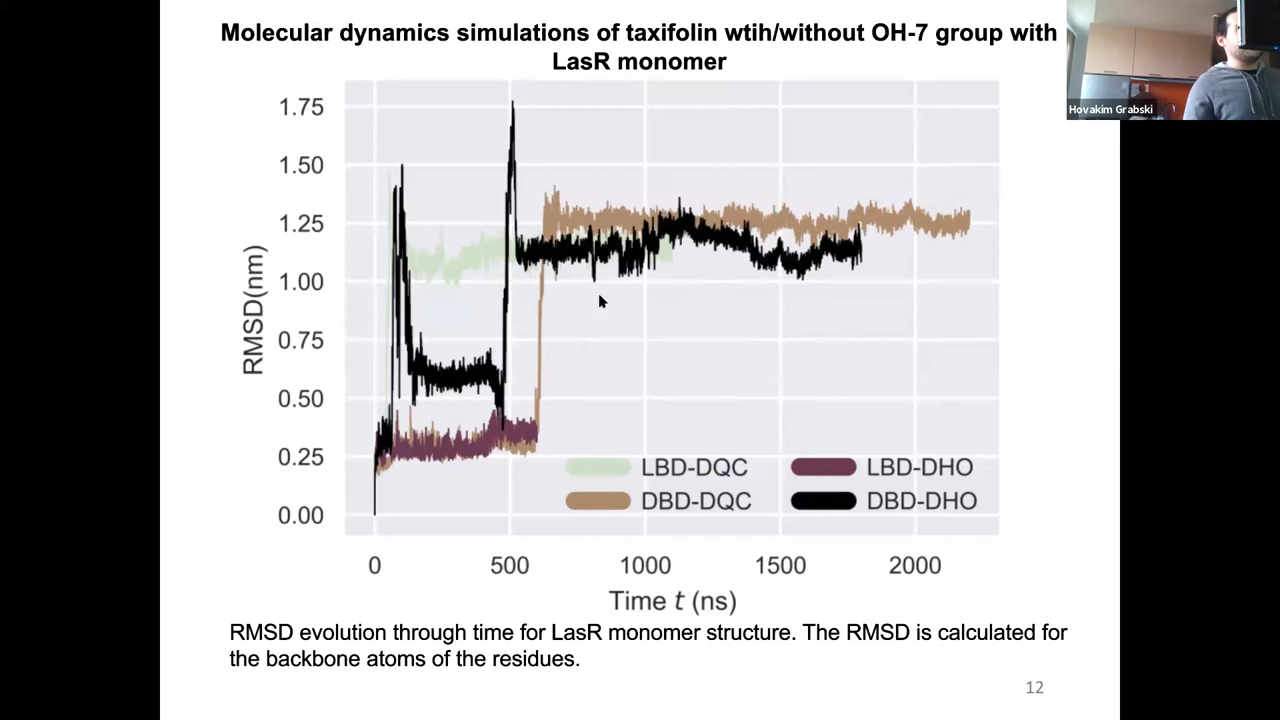 Molecular dynamics simulations of taxifolin wtih/without OH-7 group with
LasR monomer
Hovakim Grabski
1.75
1.50
1.25
1.00
0.75
0.50
0.25
0.00
RMSD(nm)
LBD-DQC
LBD-DHO
DBD-DQC
DBD-DHO
0 500 1000 1500 2000
Time t (ns)
RMSD evolution through time for LasR monomer structure. The RMSD is calculated for
the backbone atoms of the residues.
12